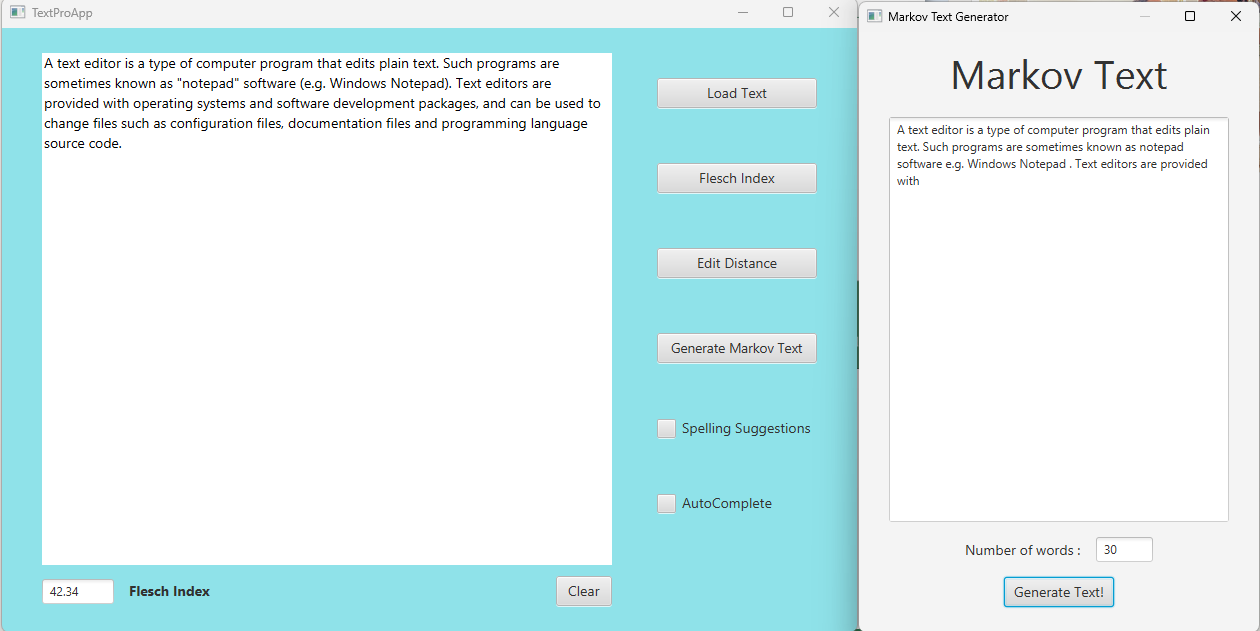 TextProApp
A text editor is a type of computer program that edits plain text. Such programs are
sometimes known as "notepad" software (e.g. Windows Notepad). Text editors are
provided with operating systems and software development packages, and can be used to
change files such as configuration files, documentation files and programming language
source code.
Load Text
Flesch Index
Edit Distance
Generate Markov Text
Spelling Suggestions
AutoComplete
42.34
Flesch Index
Clear
Markov Text Generator
Markov Text
A text editor is a type of computer program that edits plain
text. Such programs are sometimes known as notepad
software e.g. Windows Notepad . Text editors are provided
with
Number of words :
30
Generate Text!